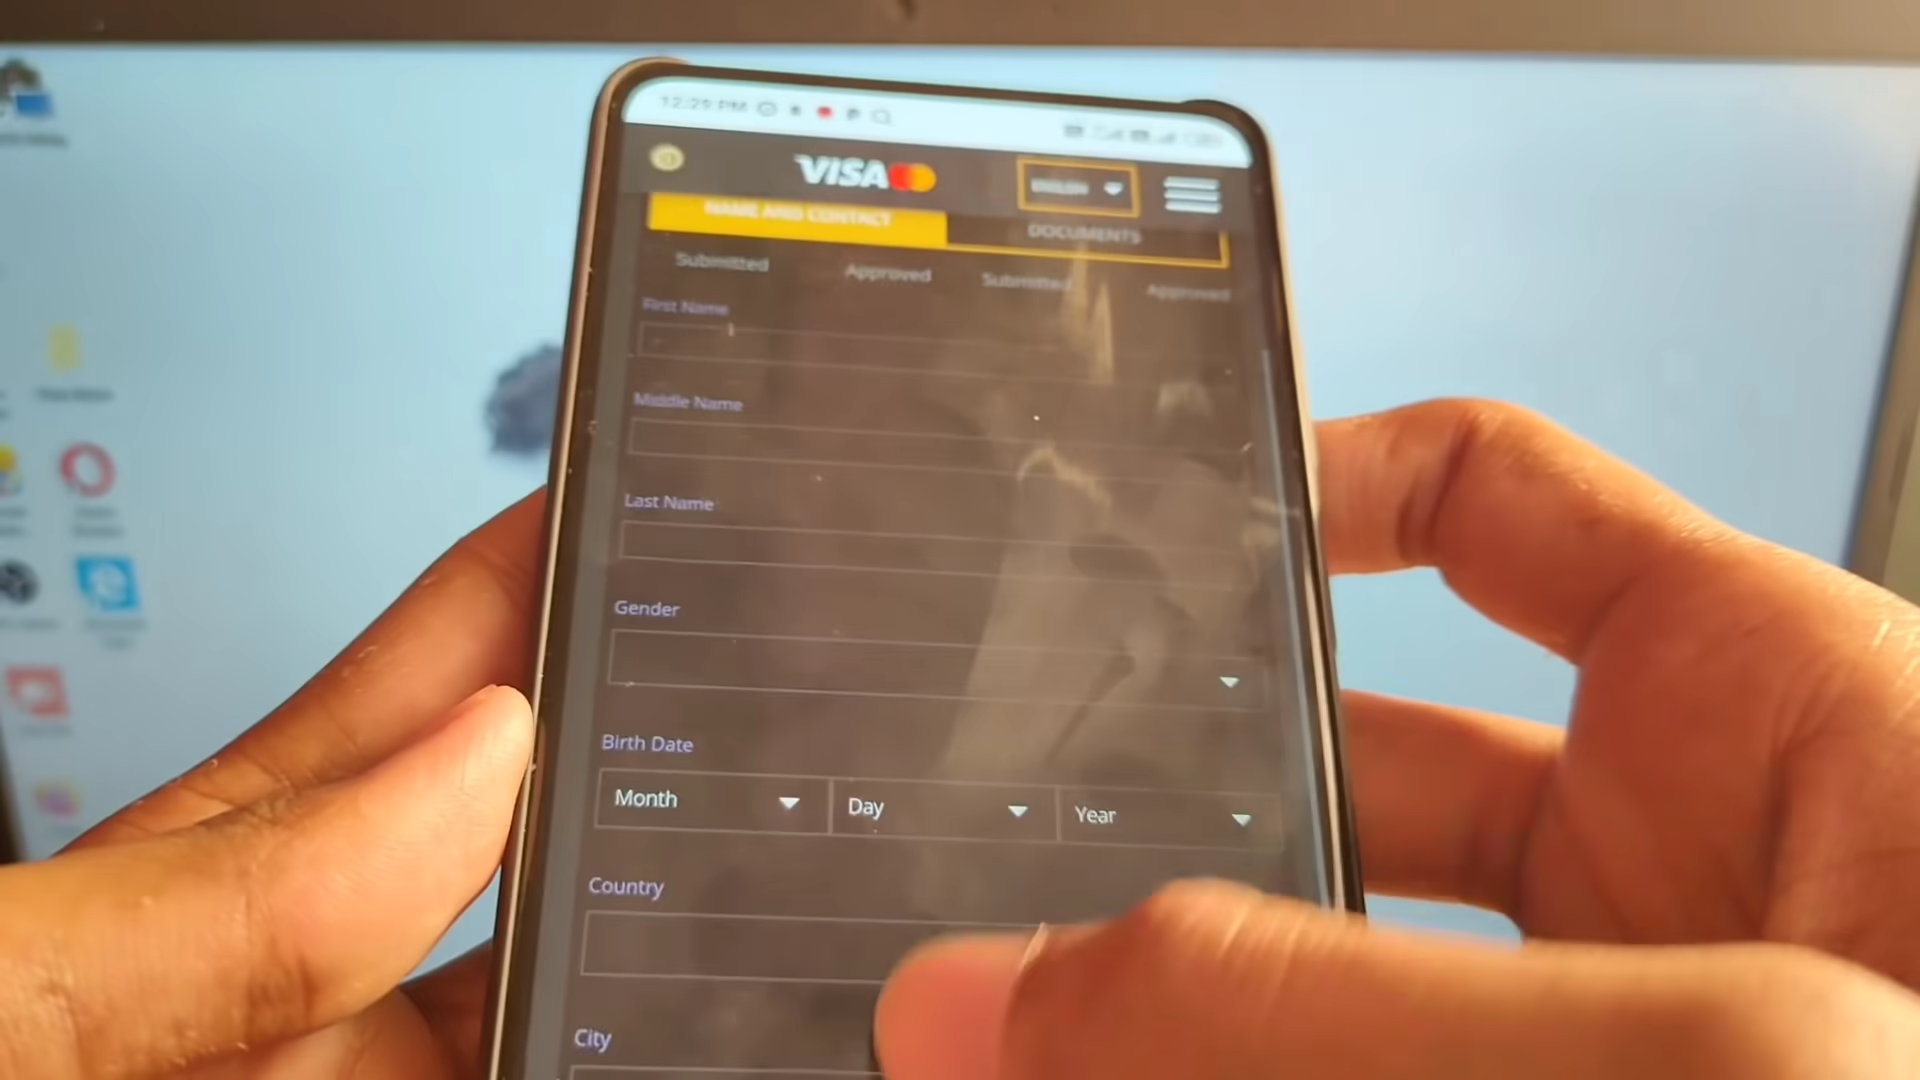 12:29 PM
VISA
ENGLISH
NAME AND CONTACT
DOCUMENTS
Submitted Approved Submitted Approved
First Name
Middle Name
Last Name
Gender
Birth Date
Month Day Year
Country
City